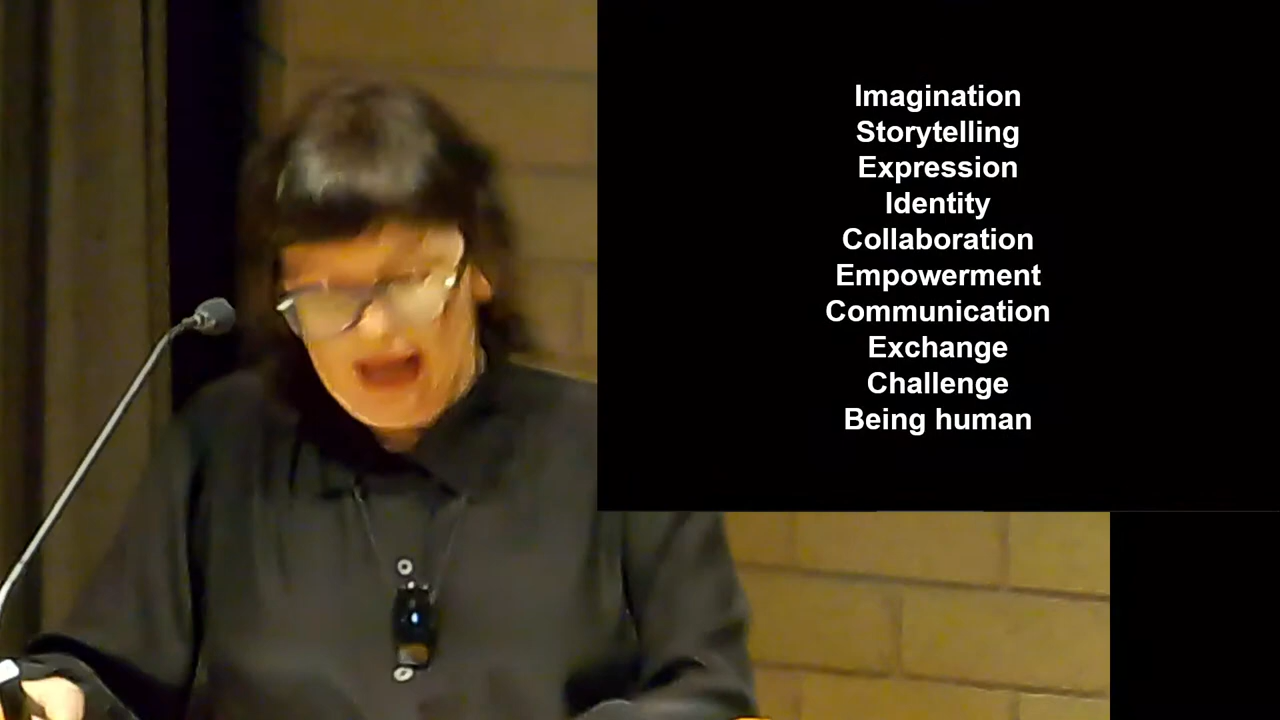 Imagination
Storytelling
Expression
Identity
Collaboration
Empowerment
Communication
Exchange
Challenge
Being human